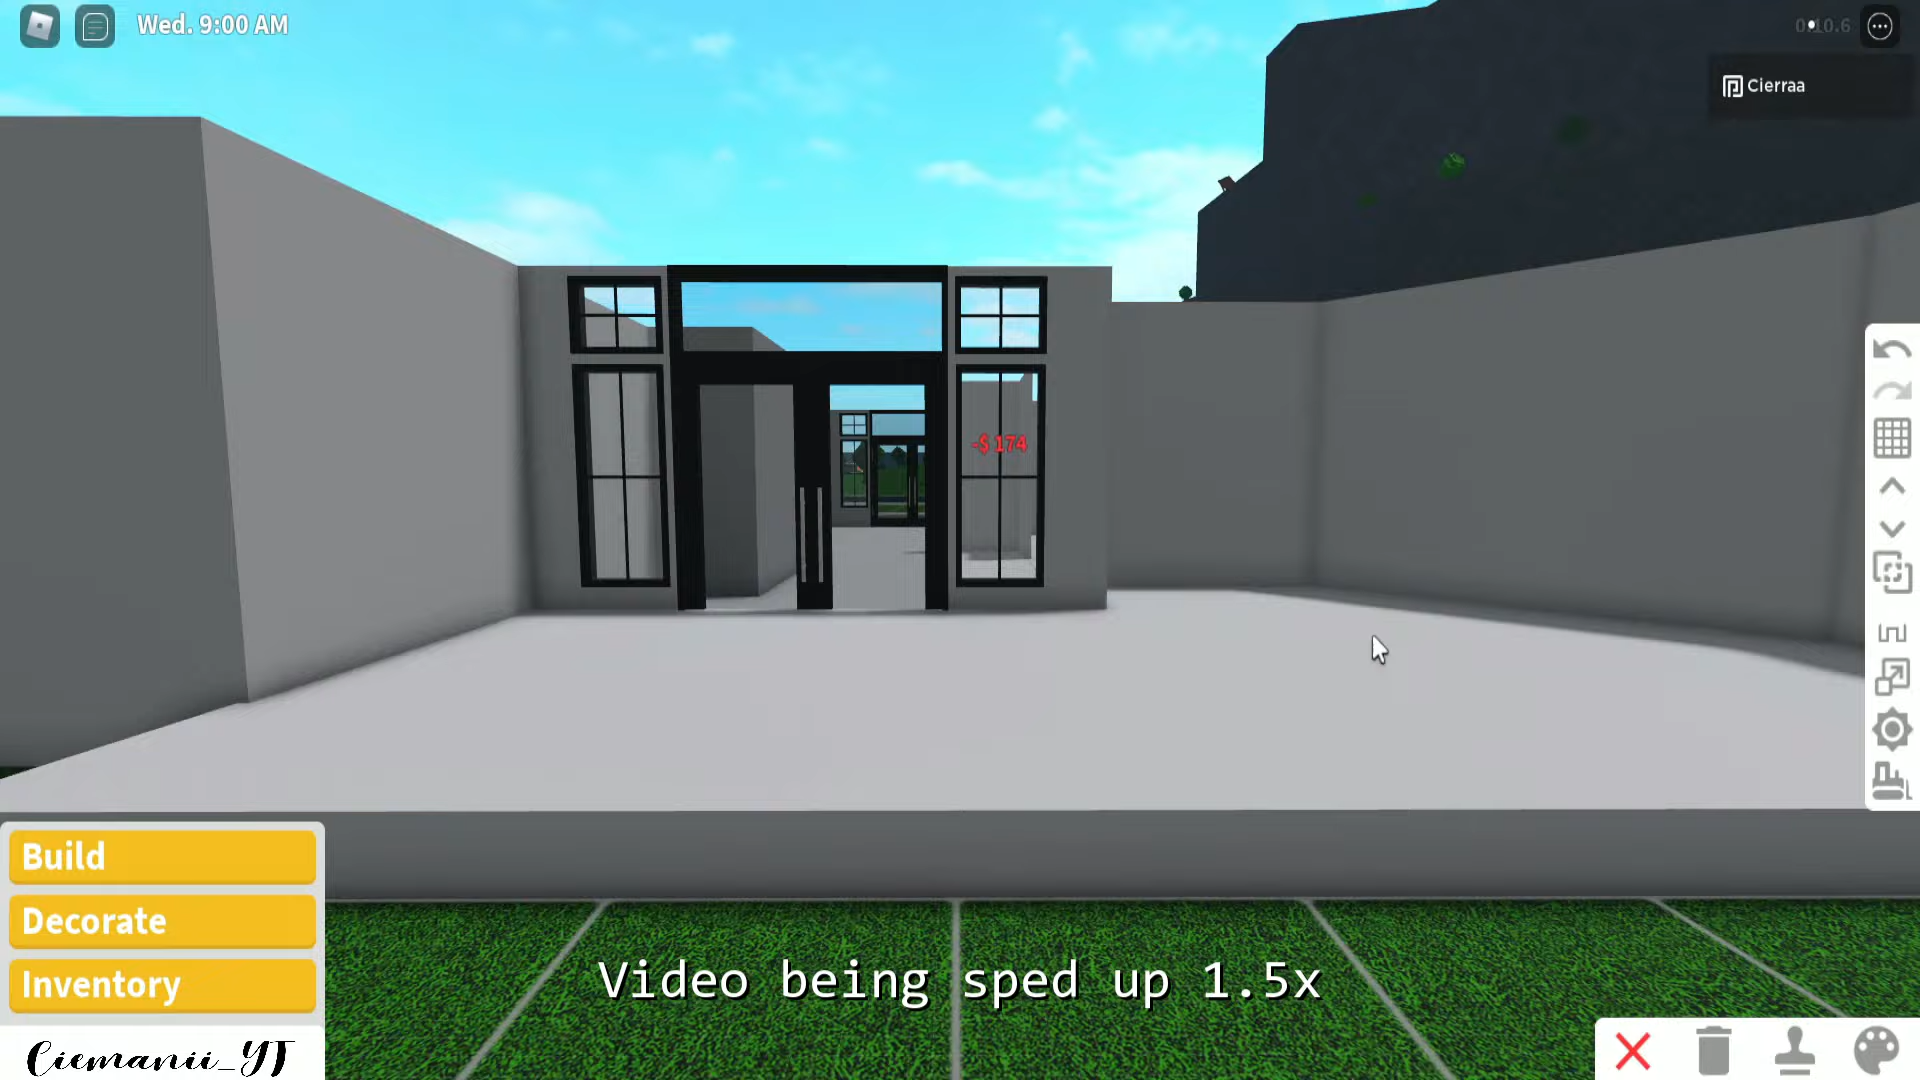 Wed. 9:00 AM
Cierraa
-$ 174
Build
Decorate
Inventory
Video being sped up 1.5x
Ciemanii_YT